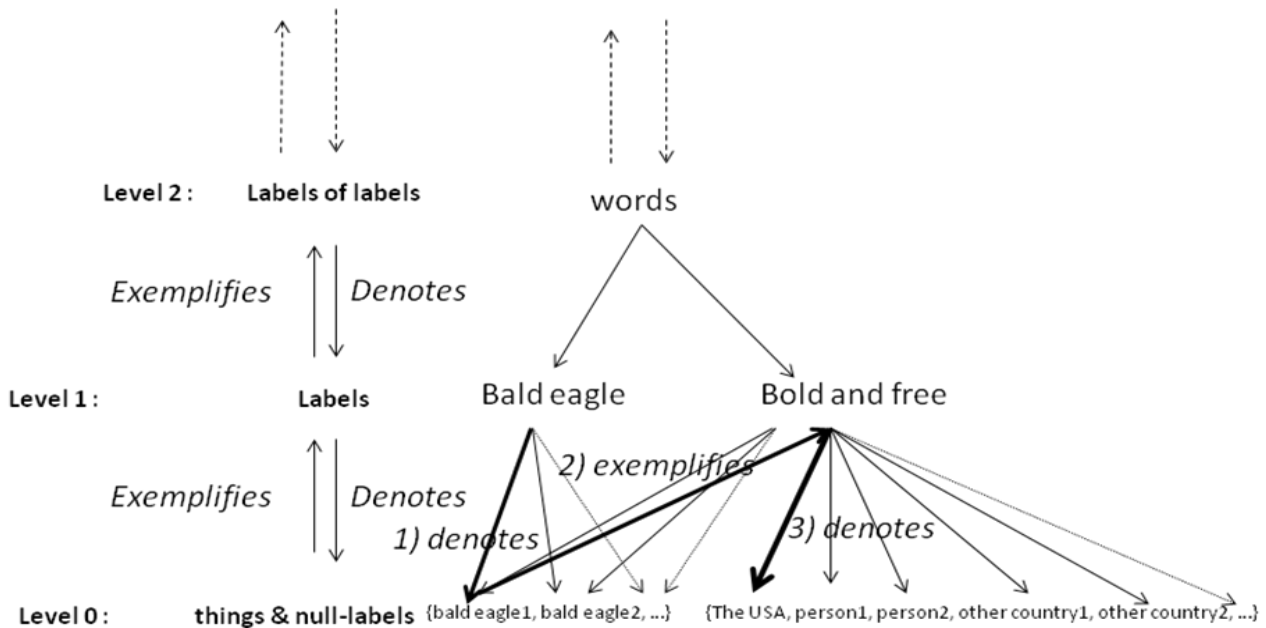 Level 2 : Labels of labels words
Exemplifies Denotes
Level 1 : Labels Bald eagle Bold and free
2) exemplifies
Exemplifies Denotes
1) denotes 3) denotes
Level 0 : things & null-labels {bald eagle1, bald eagle2, ...} {The USA, person1, person2, other country1, other country2, ...}